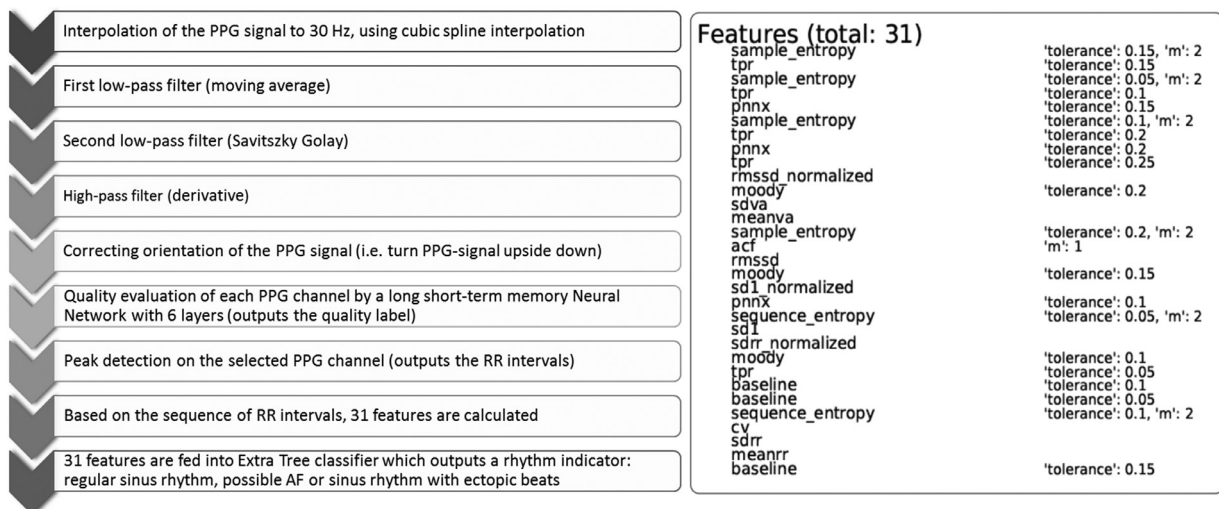 Interpolation of the PPG signal to 30 Hz, using cubic spline interpolation
First low-pass filter (moving average)
Second low-pass filter (Savitszky Golay)
High-pass filter (derivative)
Correcting orientation of the PPG signal (i.e. turn PPG-signal upside down)
Quality evaluation of each PPG channel by a long short-term memory Neural
Network with 6 layers (outputs the quality label)
Peak detection on the selected PPG channel (outputs the RR intervals)
Based on the sequence of RR intervals, 31 features are calculated
31 features are fed into Extra Tree classifier which outputs a rhythm indicator:
regular sinus rhythm, possible AF or sinus rhythm with ectopic beats
Features (total: 31)
sample_entropy 'tolerance': 0.15, 'm': 2
tpr 'tolerance': 0.15
sample_entropy 'tolerance': 0.05, 'm': 2
tpr 'tolerance': 0.1
pnnx 'tolerance': 0.15
sample_entropy 'tolerance': 0.1, 'm': 2
tpr 'tolerance': 0.2
pnnx 'tolerance': 0.2
tpr 'tolerance': 0.25
rmssd_normalized
moody 'tolerance': 0.2
sdva
meanva
sample_entropy 'tolerance': 0.2, 'm': 2
acf 'm': 1
rmssd
moody 'tolerance': 0.15
sd1_normalized
pnnx 'tolerance': 0.1
sequence_entropy 'tolerance': 0.05, 'm': 2
sd1
sdrr_normalized
moody 'tolerance': 0.1
tpr 'tolerance': 0.05
baseline 'tolerance': 0.1
baseline 'tolerance': 0.05
sequence_entropy 'tolerance': 0.1, 'm': 2
cv
sdrr
meanrr
baseline 'tolerance': 0.15